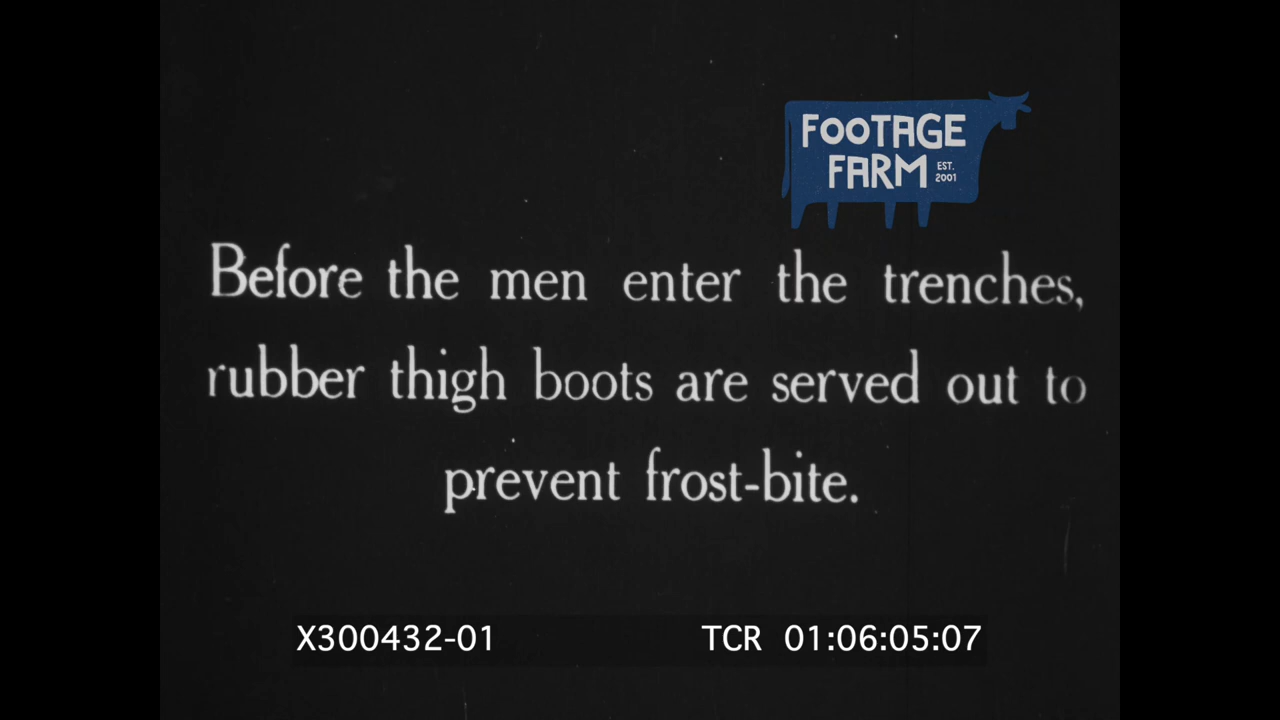 FOOTAGE
FARM
EST.
2001
Before the men enter the trenches,
rubber thigh boots are served out to
prevent frost-bite.
X300432-01
TCR 01:06:05:07